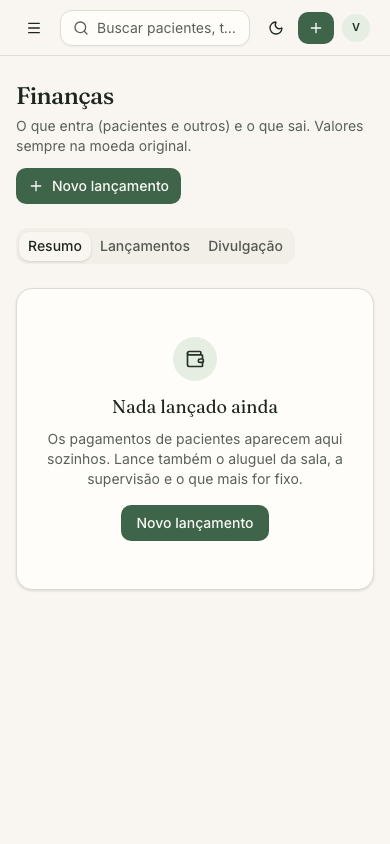 Buscar pacientes, t...
V
Finanças
O que entra (pacientes e outros) e o que sai. Valores
sempre na moeda original.
Novo lançamento
Resumo
Lançamentos
Divulgação
Nada lançado ainda
Os pagamentos de pacientes aparecem aqui
sozinhos. Lance também o aluguel da sala, a
supervisão e o que mais for fixo.
Novo lançamento